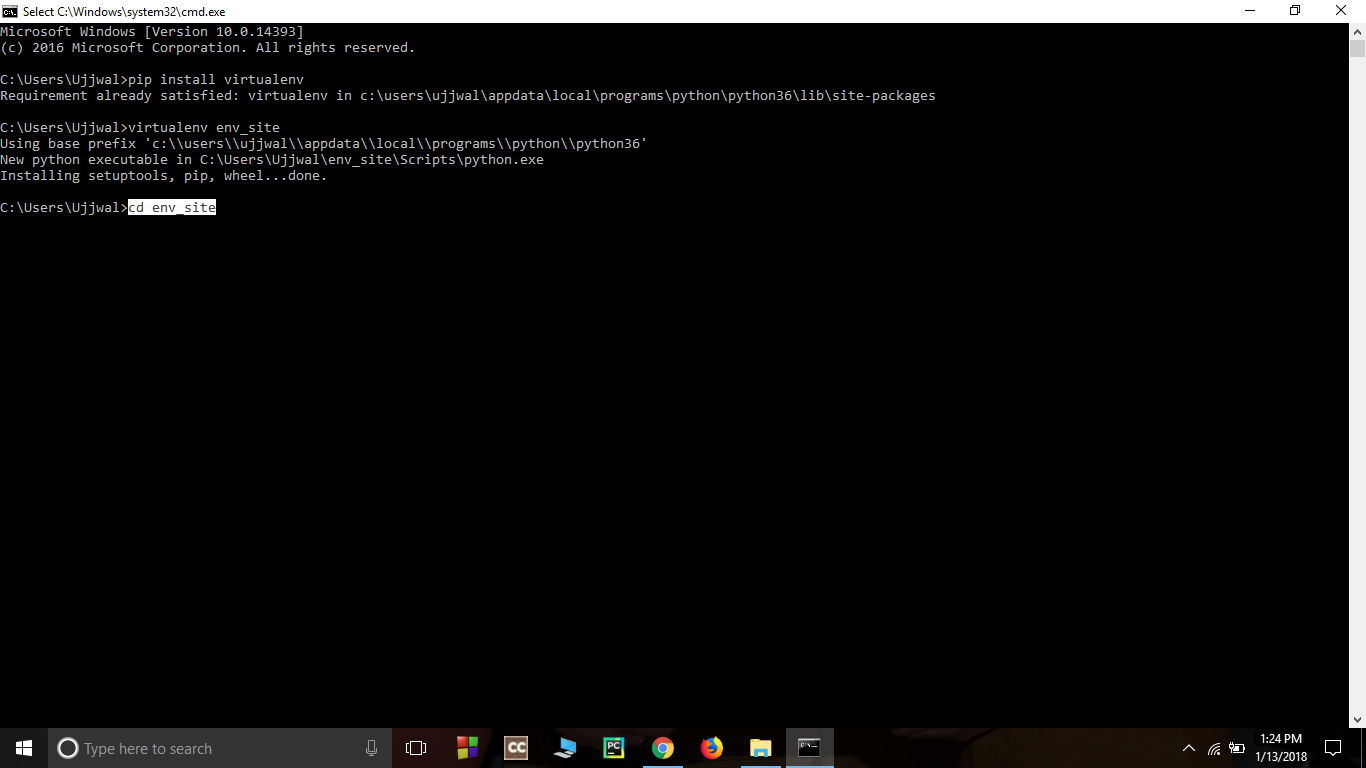 Select C:\Windows\system32\cmd.exe
Microsoft Windows [Version 10.0.14393]
(c) 2016 Microsoft Corporation. All rights reserved.
C:\Users\Ujjwal>pip install virtualenv
Requirement already satisfied: virtualenv in c:\users\ujjwal\appdata\local\programs\python\python36\lib\site-packages
C:\Users\Ujjwal>virtualenv env_site
Using base prefix 'c:\\users\\ujjwal\\appdata\\local\\programs\\python\\python36'
New python executable in C:\Users\Ujjwal\env_site\Scripts\python.exe
Installing setuptools, pip, wheel...done.
C:\Users\Ujjwal>cd env_site
Type here to search
CC
PC
1:24 PM
1/13/2018